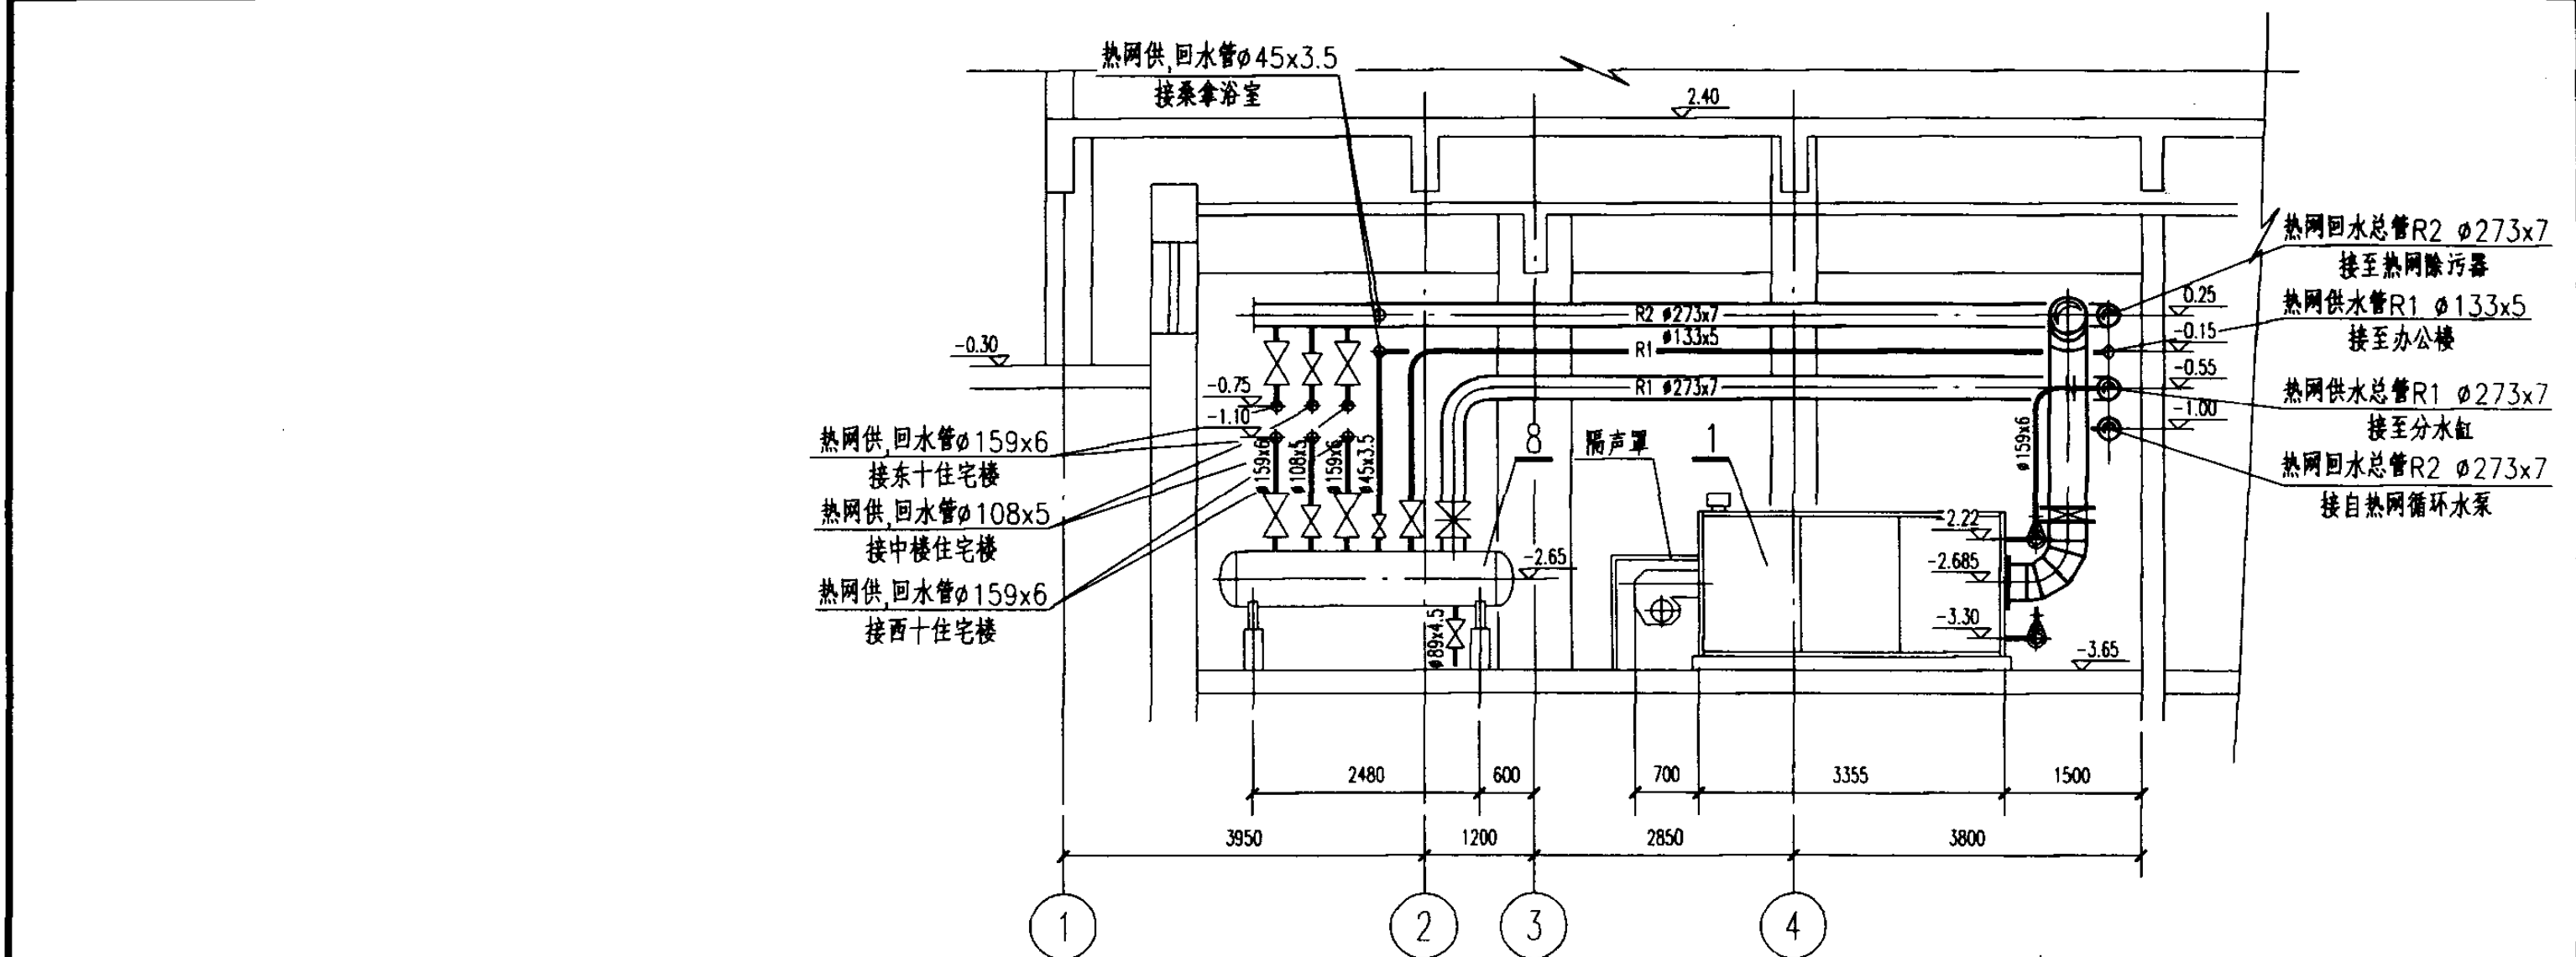 热网供,回水管ø45x3.5
接桑拿浴室
2.40
热网回水总管R2 ø273x7
接至热网除污器
0.25
热网供水管R1 ø133x5
接至办公楼
-0.15
R2 ø273x7
ø133x5
R1
-0.30
-0.75
-1.10
R1 ø273x7
-0.55
热网供水总管R1 ø273x7
接至分水缸
-1.00
热网回水总管R2 ø273x7
接自热网循环水泵
热网供,回水管ø159x6
接东十住宅楼
热网供,回水管ø108x5
接中楼住宅楼
热网供,回水管ø159x6
接西十住宅楼
ø159x6
ø108x5
ø159x6
ø45x3.5
8
隔声罩
1
ø159x6
-2.22
-2.65
-2.685
-3.30
ø89x4.5
-3.65
2480
600
700
3355
1500
3950
1200
2850
3800
1
2
3
4